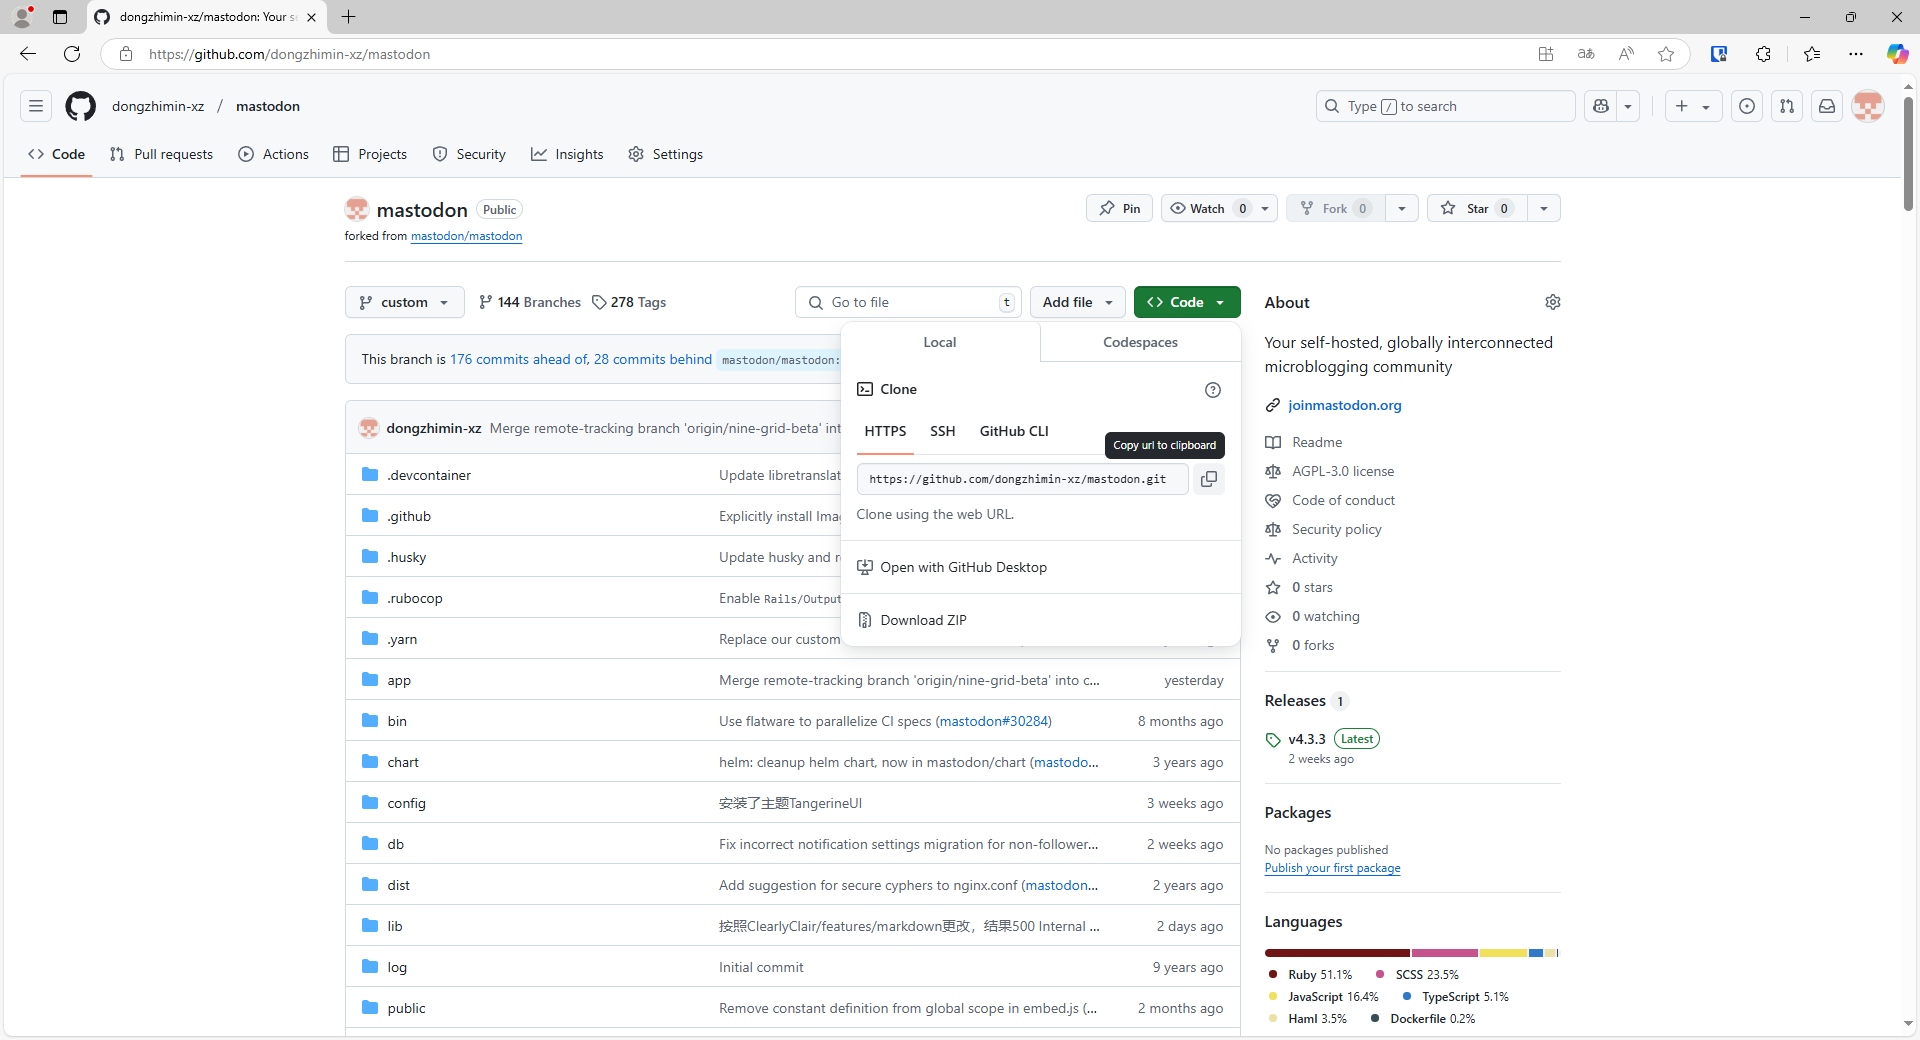 dongzhimin-xz/mastodon: Your se
https://github.com/dongzhimin-xz/mastodon
dongzhimin-xz / mastodon
Type / to search
Code Pull requests Actions Projects Security Insights Settings
mastodon Public
Pin Watch 0 Fork 0 Star 0
forked from mastodon/mastodon
custom 144 Branches 278 Tags Go to file t Add file Code
This branch is 176 commits ahead of, 28 commits behind mastodon/mastodon:
Local Codespaces
Clone
HTTPS SSH GitHub CLI
Copy url to clipboard
https://github.com/dongzhimin-xz/mastodon.git
Clone using the web URL.
Open with GitHub Desktop
Download ZIP
dongzhimin-xz Merge remote-tracking branch 'origin/nine-grid-beta' int
.devcontainer Update libretranslat
.github Explicitly install Imag
.husky Update husky and r
.rubocop Enable Rails/Output
.yarn Replace our custom
app Merge remote-tracking branch 'origin/nine-grid-beta' into c... yesterday
bin Use flatware to parallelize CI specs (mastodon#30284) 8 months ago
chart helm: cleanup helm chart, now in mastodon/chart (mastodo... 3 years ago
config 安装了主题TangerineUI 3 weeks ago
db Fix incorrect notification settings migration for non-follower... 2 weeks ago
dist Add suggestion for secure cyphers to nginx.conf (mastodon... 2 years ago
lib 按照ClearlyClair/features/markdown更改，结果500 Internal ... 2 days ago
log Initial commit 9 years ago
public Remove constant definition from global scope in embed.js (... 2 months ago
About
Your self-hosted, globally interconnected
microblogging community
joinmastodon.org
Readme
AGPL-3.0 license
Code of conduct
Security policy
Activity
0 stars
0 watching
0 forks
Releases 1
v4.3.3 Latest
2 weeks ago
Packages
No packages published
Publish your first package
Languages
Ruby 51.1% SCSS 23.5%
JavaScript 16.4% TypeScript 5.1%
Haml 3.5% Dockerfile 0.2%